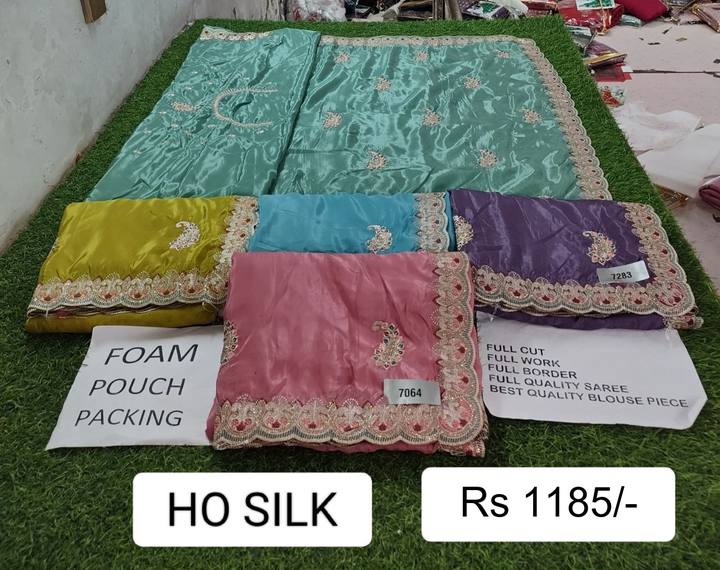 7283
7064
FOAM
POUCH
PACKING
FULL CUT
FULL WORK
FULL BORDER
FULL QUALITY SAREE
BEST QUALITY BLOUSE PIECE
HO SILK
Rs 1185/-